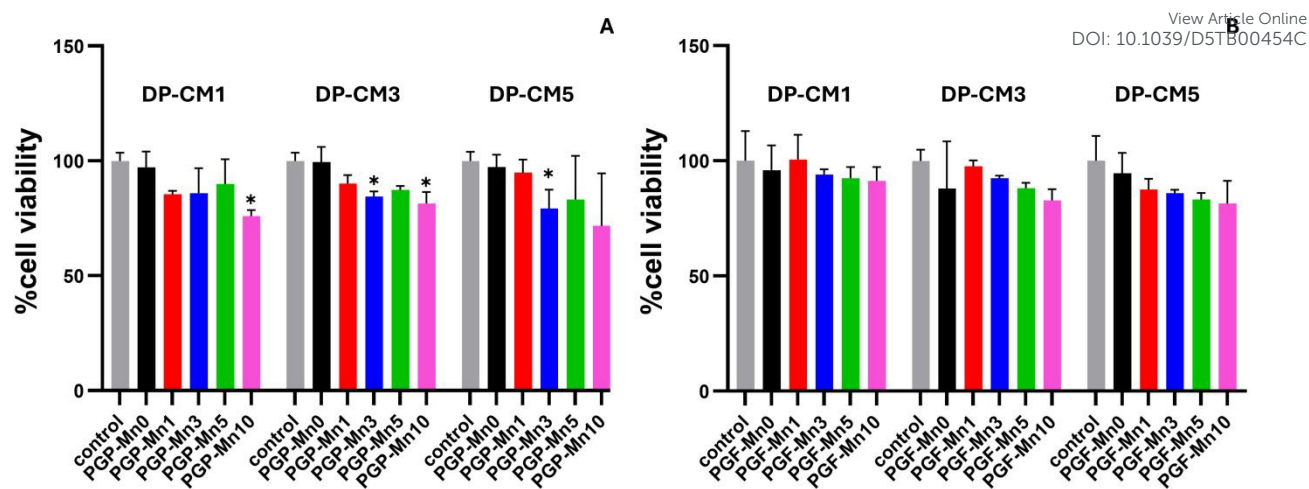 View Article Online
DOI: 10.1039/D5TB00454C
A
150
100
50
0
%cell viability
DP-CM1
DP-CM3
DP-CM5
*
*
*
*
control
PGP-Mn0
PGP-Mn1
PGP-Mn3
PGP-Mn5
PGP-Mn10
control
PGP-Mn0
PGP-Mn1
PGP-Mn3
PGP-Mn5
PGP-Mn10
control
PGP-Mn0
PGP-Mn1
PGP-Mn3
PGP-Mn5
PGP-Mn10
B
150
100
50
0
%cell viability
DP-CM1
DP-CM3
DP-CM5
control
PGF-Mn0
PGF-Mn1
PGF-Mn3
PGF-Mn5
PGF-Mn10
control
PGF-Mn0
PGF-Mn1
PGF-Mn3
PGF-Mn5
PGF-Mn10
control
PGF-Mn0
PGF-Mn1
PGF-Mn3
PGF-Mn5
PGF-Mn10